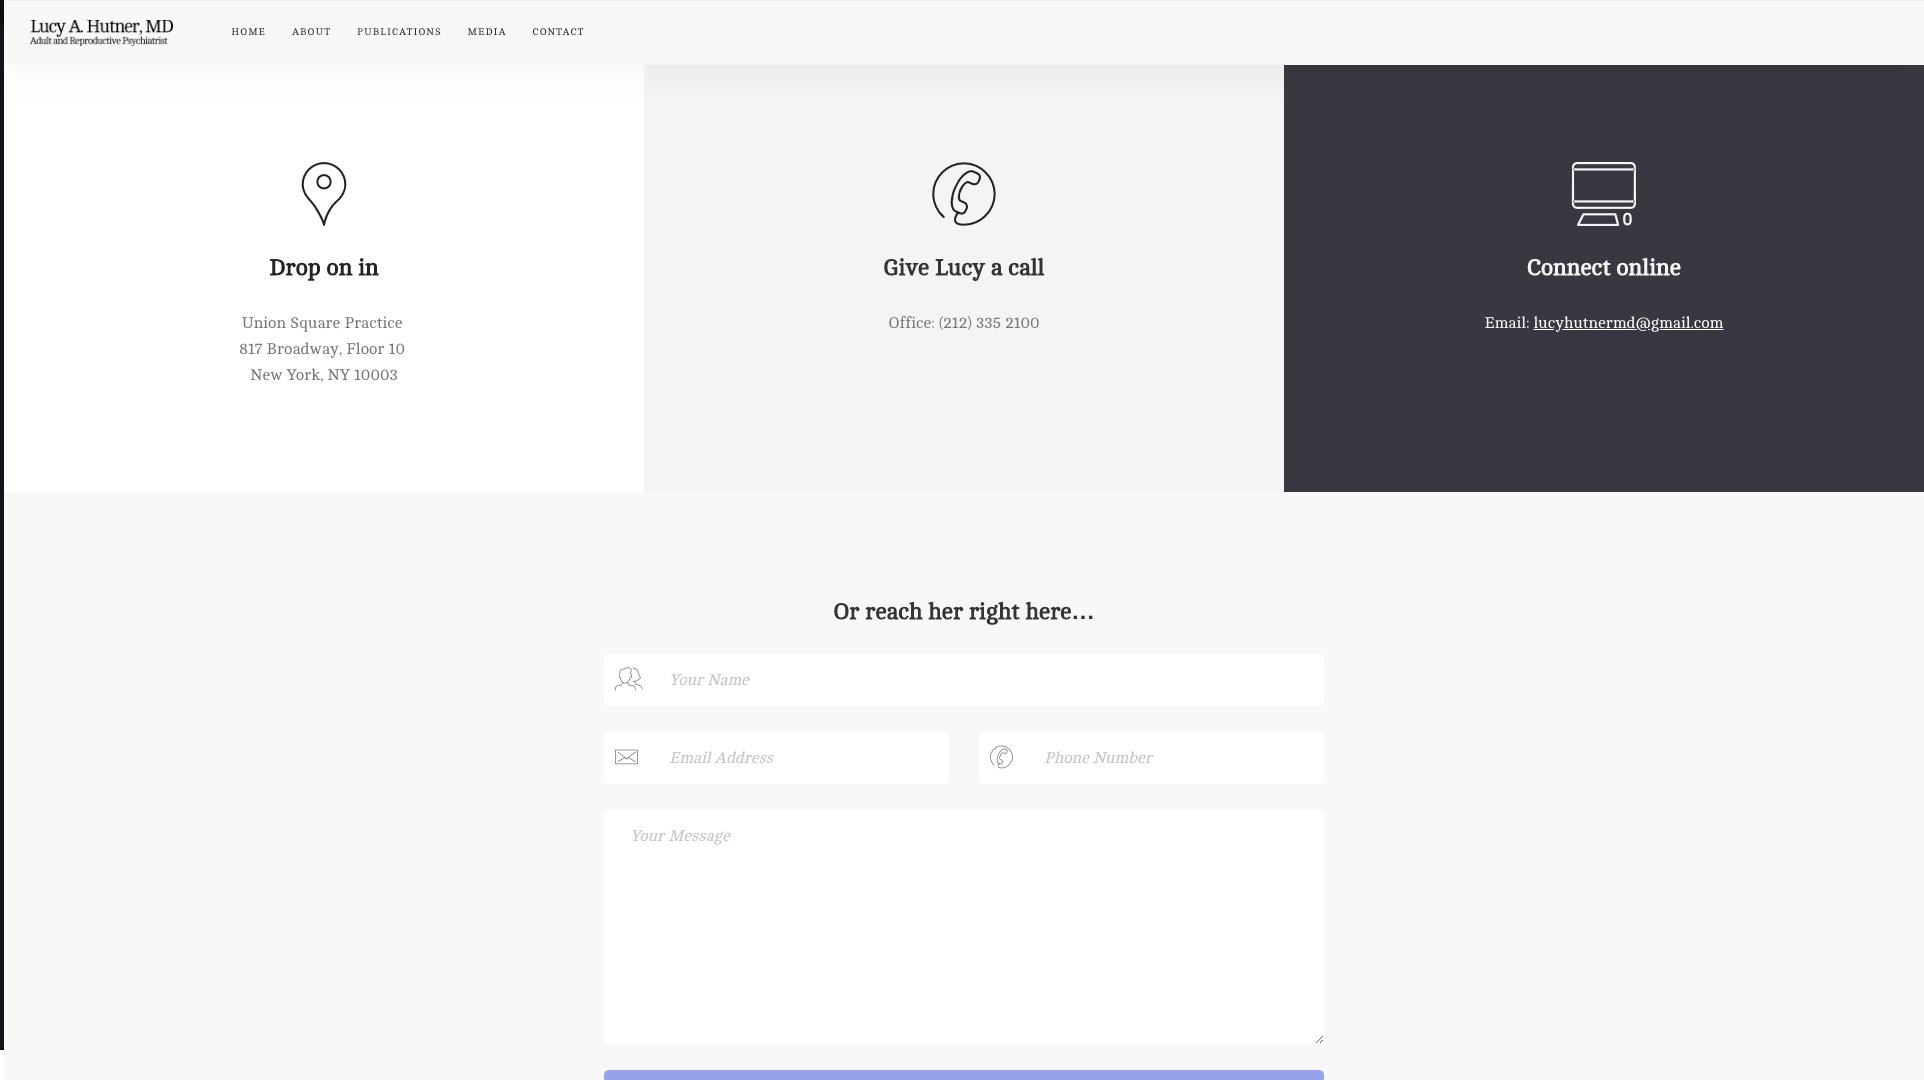 Lucy A. Hutner, MD
Adult and Reproductive Psychiatrist
HOME
ABOUT
PUBLICATIONS
MEDIA
CONTACT
Drop on in
Union Square Practice
817 Broadway, Floor 10
New York, NY 10003
Give Lucy a call
Office: (212) 335 2100
Connect online
Email: lucyhutnermd@gmail.com
Or reach her right here...
Your Name
Email Address
Phone Number
Your Message